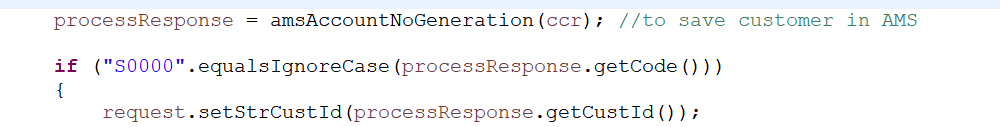 processResponse = amsAccountNoGeneration(ccr); //to save customer in AMS
if ("S0000".equalsIgnoreCase(processResponse.getCode()))
{
request.setStrCustId(processResponse.getCustId());